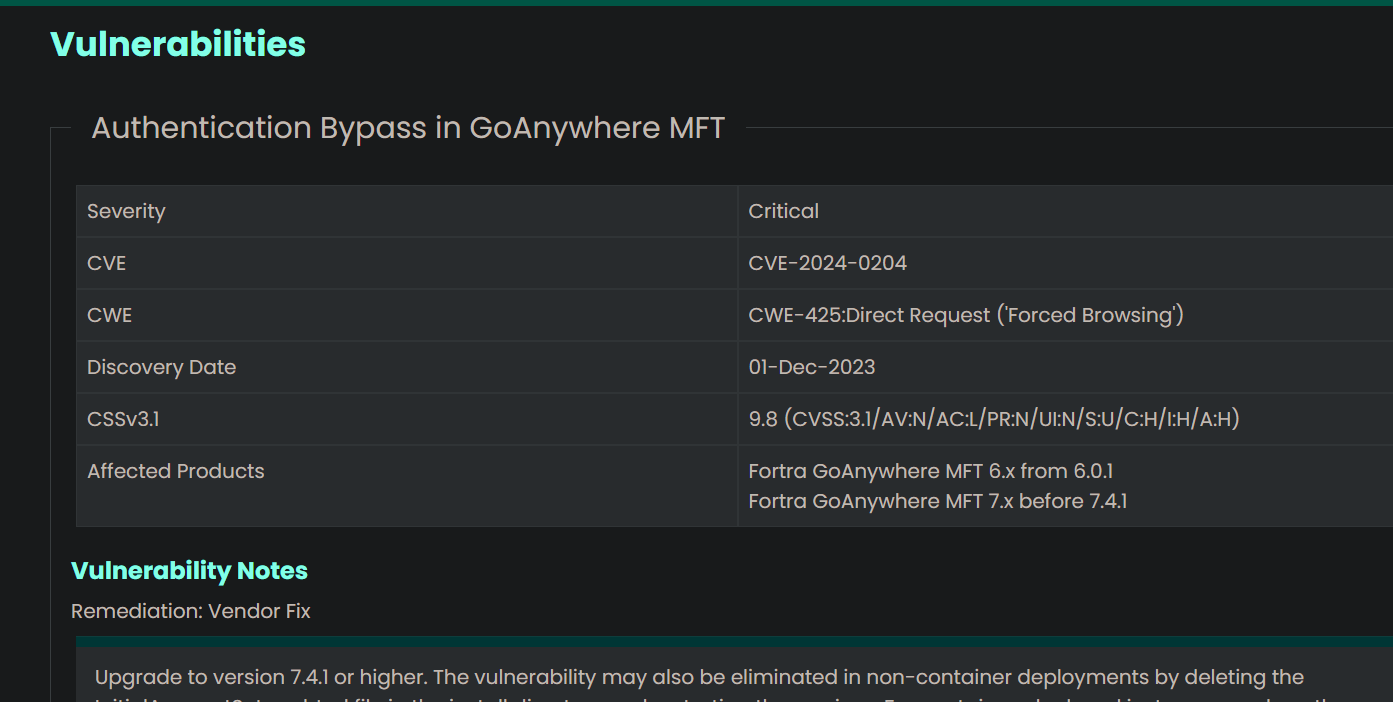 Vulnerabilities
Authentication Bypass in GoAnywhere MFT
Severity Critical
CVE CVE-2024-0204
CWE CWE-425:Direct Request ('Forced Browsing')
Discovery Date 01-Dec-2023
CSSv3.1 9.8 (CVSS:3.1/AV:N/AC:L/PR:N/UI:N/S:U/C:H/I:H/A:H)
Affected Products Fortra GoAnywhere MFT 6.x from 6.0.1
Fortra GoAnywhere MFT 7.x before 7.4.1
Vulnerability Notes
Remediation: Vendor Fix
Upgrade to version 7.4.1 or higher. The vulnerability may also be eliminated in non-container deployments by deleting the